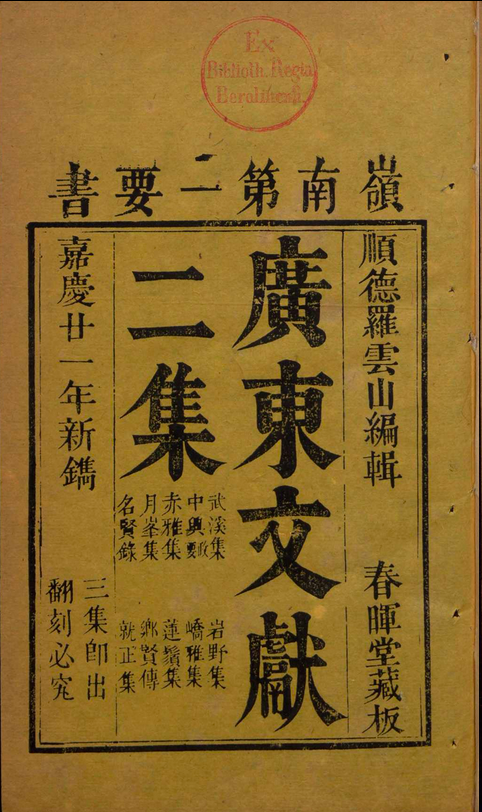 Ex
Biblioth. Regia
Berolinensi.
嶺南第二要書
順德羅雲山編輯 春暉堂藏板
廣東文獻
二集
武溪集 岩野集
中興政要 嶠雅集
赤雅集 蓮鬚集
月峯集 鄉賢傳
名賢錄 就正集
嘉慶廿一年新鐫
三集即出
翻刻必究